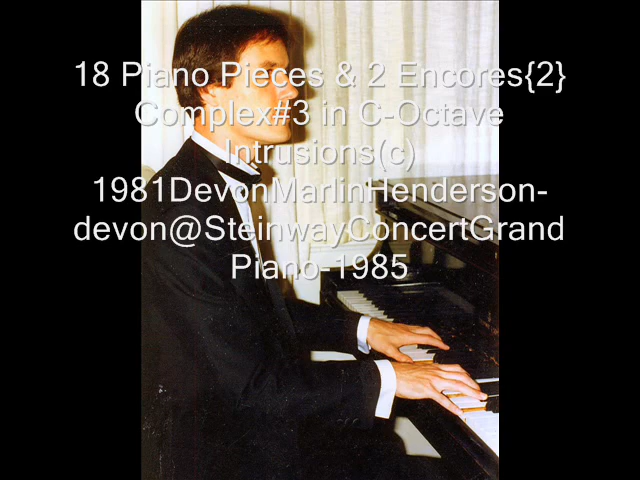 18 Piano Pieces & 2 Encores{2}
Complex#3 in C-Octave
Intrusions(c)
1981DevonMarlinHenderson-
devon@SteinwayConcertGrand
Piano-1985